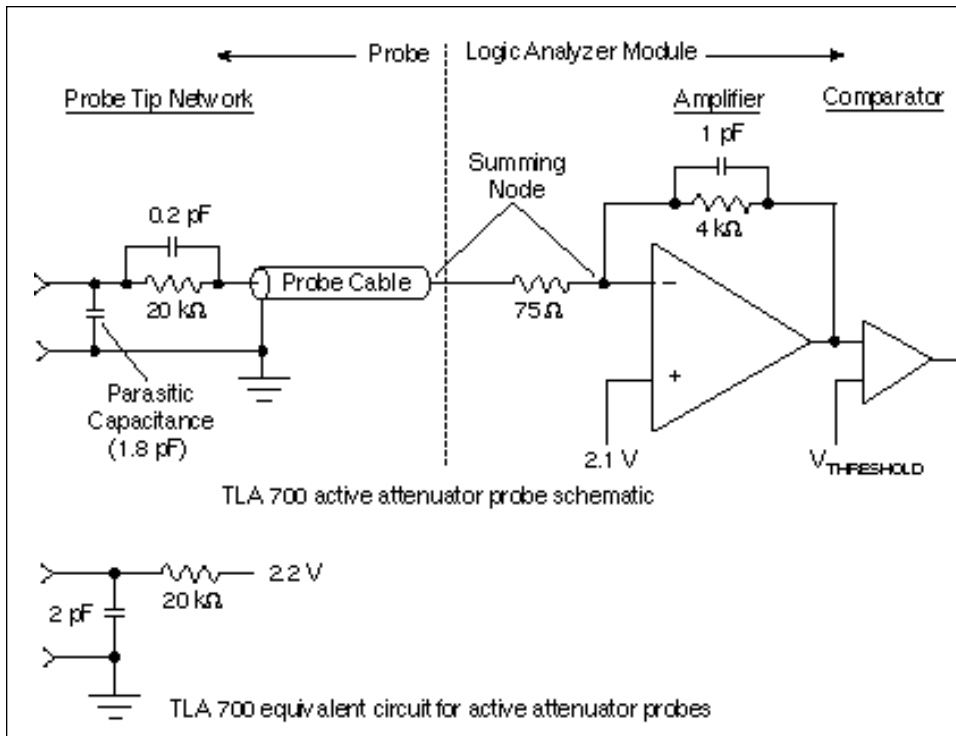 Probe
Logic Analyzer Module
Probe Tip Network
Amplifier
Comparator
1 pF
Summing
Node
4 kΩ
0.2 pF
Probe Cable
20 kΩ
75 Ω
−
+
Parasitic
Capacitance
(1.8 pF)
2.1 V
VTHRESHOLD
TLA 700 active attenuator probe schematic
2.2 V
20 kΩ
2 pF
TLA 700 equivalent circuit for active attenuator probes